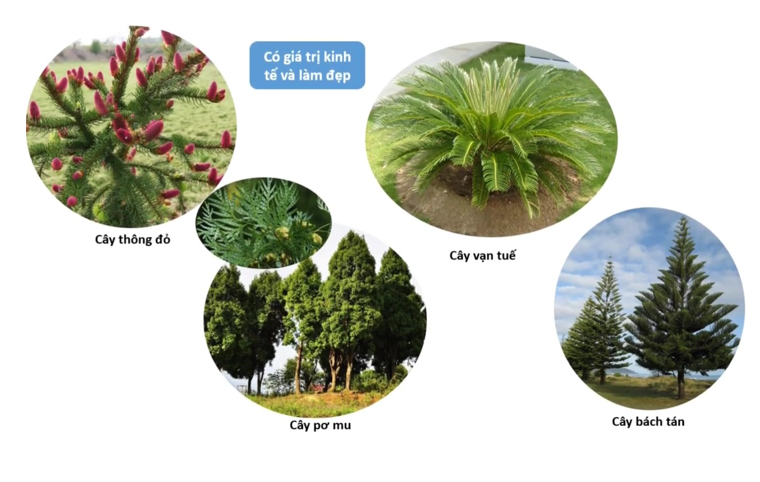 Có giá trị kinh
tế và làm đẹp
Cây thông đỏ
Cây vạn tuế
Cây pơ mu
Cây bách tán